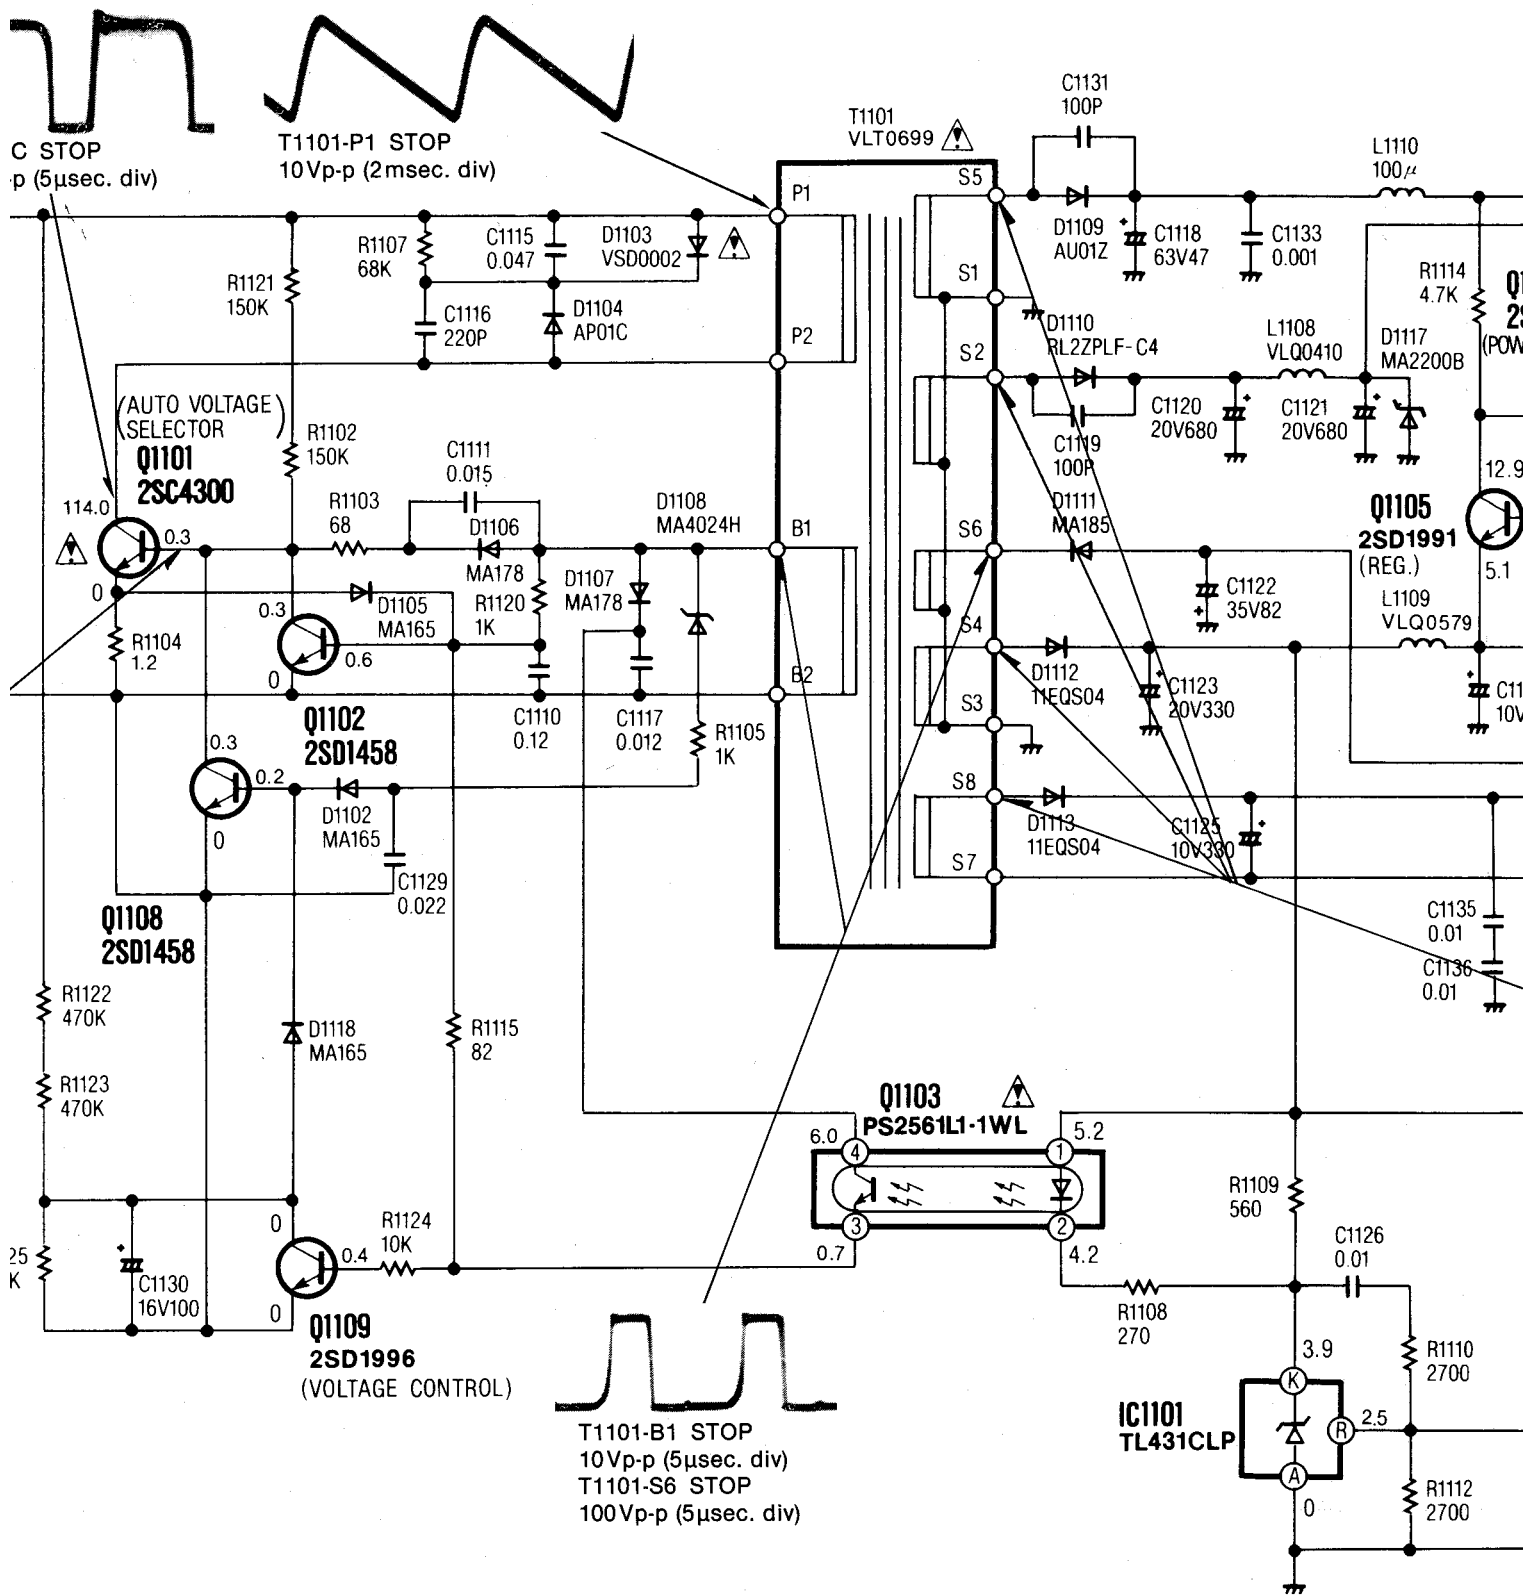 C STOP
-p (5μsec. div)
T1101-P1 STOP
10Vp-p (2msec. div)
T1101
VLT0699
C1131
100P
L1110
100μ
P1
S5
R1107
68K
C1115
0.047
D1103
VSD0002
D1109
AU01Z
C1118
63V47
C1133
0.001
R1121
150K
S1
R1114
4.7K
C1116
220P
D1104
AP01C
P2
S2
D1110
RL2ZPLF-C4
L1108
VLQ0410
D1117
MA2200B
(POW
(AUTO VOLTAGE
SELECTOR)
Q1101
2SC4300
R1102
150K
C1111
0.015
C1119
100P
C1120
20V680
C1121
20V680
114.0
0.3
R1103
68
D1106
MA178
D1108
MA4024H
B1
S6
D1111
MA185
12.9
Q1105
2SD1991
(REG.)
5.1
0
D1105
MA165
R1120
1K
D1107
MA178
C1122
35V82
L1109
VLQ0579
R1104
1.2
0.3
0.6
0
S4
B2
D1112
11EQS04
C1123
20V330
C11
10V
S3
Q1102
2SD1458
C1110
0.12
C1117
0.012
R1105
1K
0.3
0.2
0
D1102
MA165
S8
D1113
11EQS04
C1125
10V330
S7
C1129
0.022
Q1108
2SD1458
C1135
0.01
C1136
0.01
R1122
470K
D1118
MA165
R1115
82
R1123
470K
Q1103
PS2561L1-1WL
6.0
4
1
5.2
3
2
0.7
4.2
R1109
560
25
K
C1130
16V100
0
0.4
0
R1124
10K
C1126
0.01
R1108
270
Q1109
2SD1996
(VOLTAGE CONTROL)
3.9
R1110
2700
K
IC1101
TL431CLP
R
2.5
A
0
R1112
2700
T1101-B1 STOP
10Vp-p (5μsec. div)
T1101-S6 STOP
100Vp-p (5μsec. div)